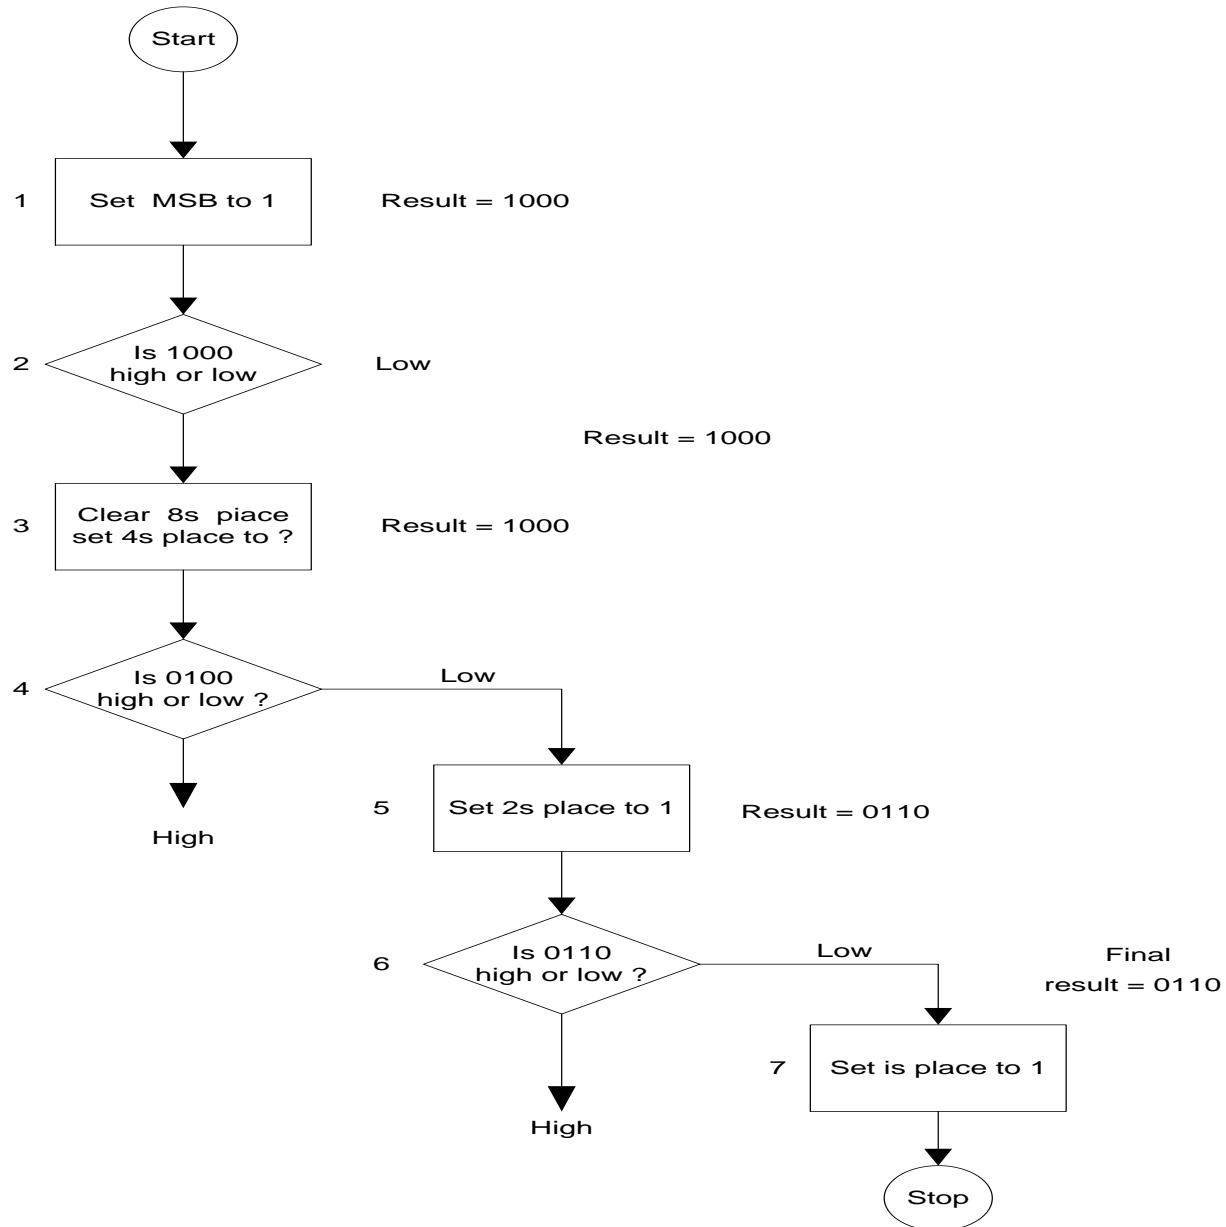 Start
1
Set MSB to 1
Result = 1000
2
Is 1000
high or low
Low
Result = 1000
3
Clear 8s piace
set 4s place to ?
Result = 1000
4
Is 0100
high or low ?
Low
High
5
Set 2s place to 1
Result = 0110
6
Is 0110
high or low ?
Low
Final
result = 0110
High
7
Set is place to 1
Stop